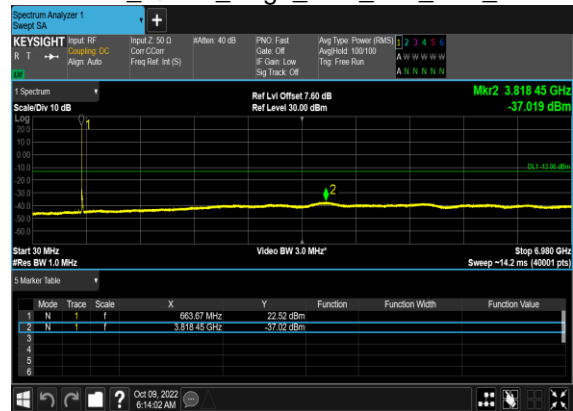 Spectrum Analyzer 1
Swept SA
+
KEYSIGHT Input: RF
R T Coupling: DC
Align: Auto
LW
Input Z: 50 Ω
Corr CCorr
Freq Ref: Int (S)
#Atten: 40 dB
PNO: Fast
Gate: Off
IF Gain: Low
Sig Track: Off
Avg Type: Power (RMS)
Avg|Hold: 100/100
Trig: Free Run
1 2 3 4 5 6
A W W W W W
A N N N N N
1 Spectrum
Scale/Div 10 dB
Ref Lvl Offset 7.60 dB
Ref Level 30.00 dBm
Mkr2 3.818 45 GHz
-37.019 dBm
Log
20.0
10.0
0.00
-10.0
-20.0
-30.0
-40.0
-50.0
-60.0
1
DL1 -13.00 dBm
2
Start 30 MHz
#Res BW 1.0 MHz
Video BW 3.0 MHz*
Stop 6.980 GHz
Sweep ~14.2 ms (40001 pts)
5 Marker Table
Mode Trace Scale X Y Function Function Width Function Value
1 N 1 f 663.67 MHz 22.52 dBm
2 N 1 f 3.818 45 GHz -37.02 dBm
3
4
5
6
? Oct 09, 2022
6:14:02 AM